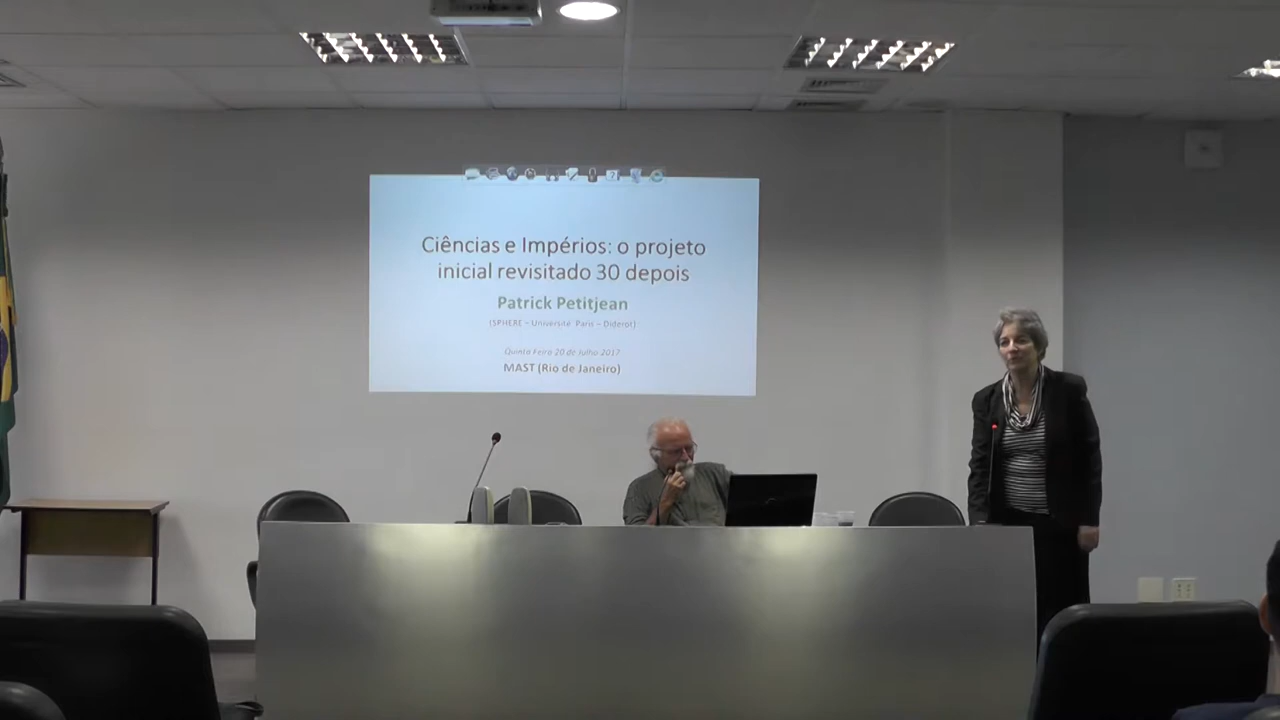 Ciências e Impérios: o projeto
inicial revisitado 30 depois
Patrick Petitjean
(SPHERE – Université Paris – Diderot)
Quinta Feira 20 de Julho 2017
MAST (Rio de Janeiro)